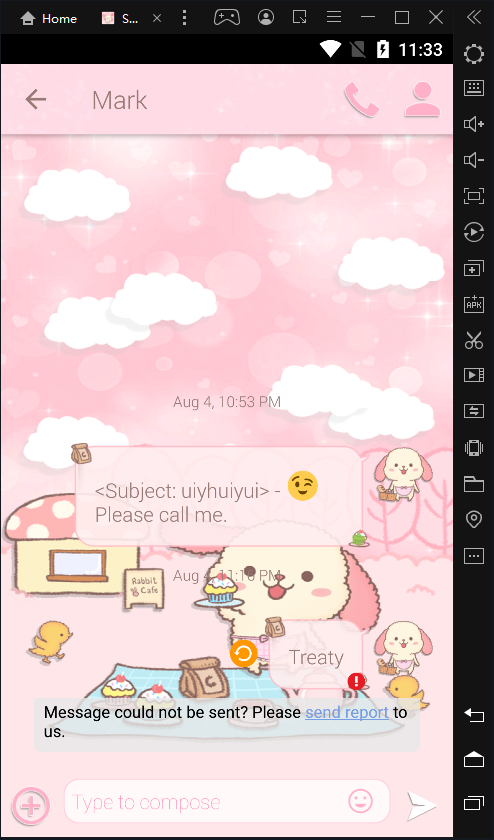 Home
S...
11:33
Mark
Aug 4, 10:53 PM
<Subject: uiyhuiyui> - 😉
Please call me.
Aug 4, 11:16 PM
Rabbit
Cafe
C
C
C
Treaty
Message could not be sent? Please send report to
us.
Type to compose
APK